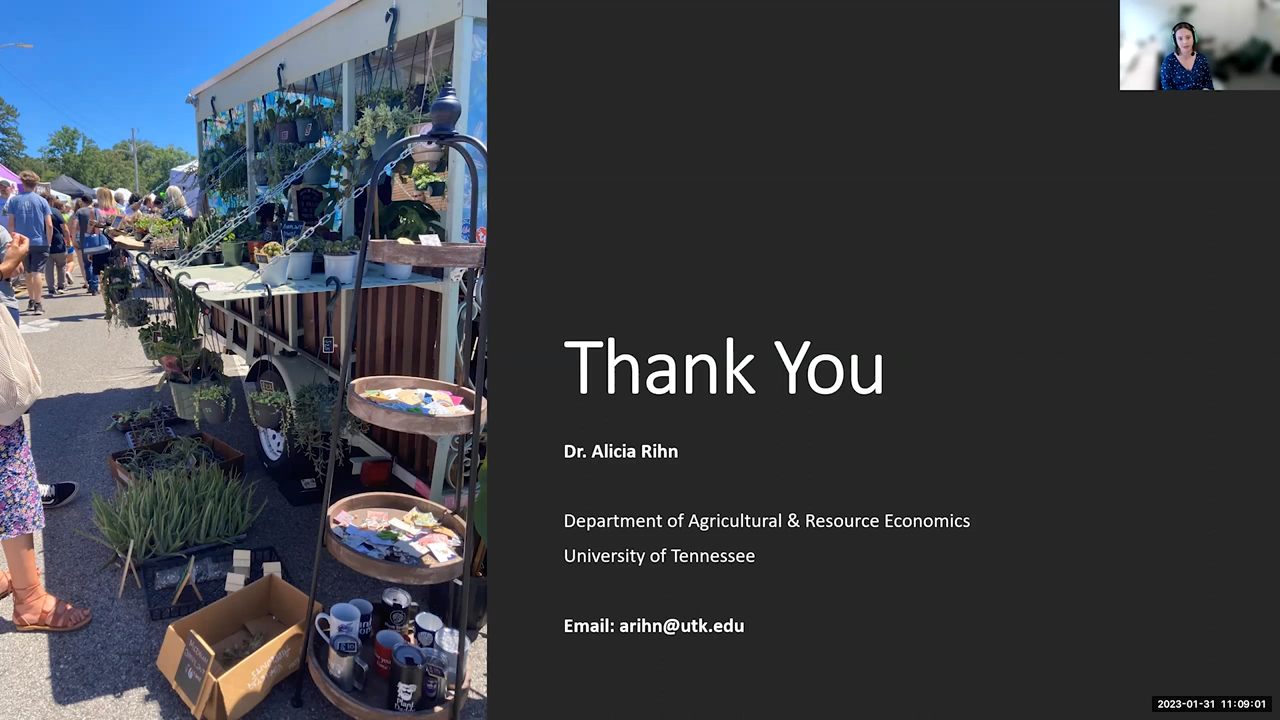 Thank You
Dr. Alicia Rihn
Department of Agricultural & Resource Economics
University of Tennessee
Email: arihn@utk.edu
2023-01-31 11:09:01